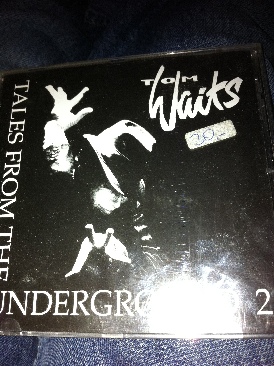 TOM
Waits
TALES FROM THE
UNDERGRO
2